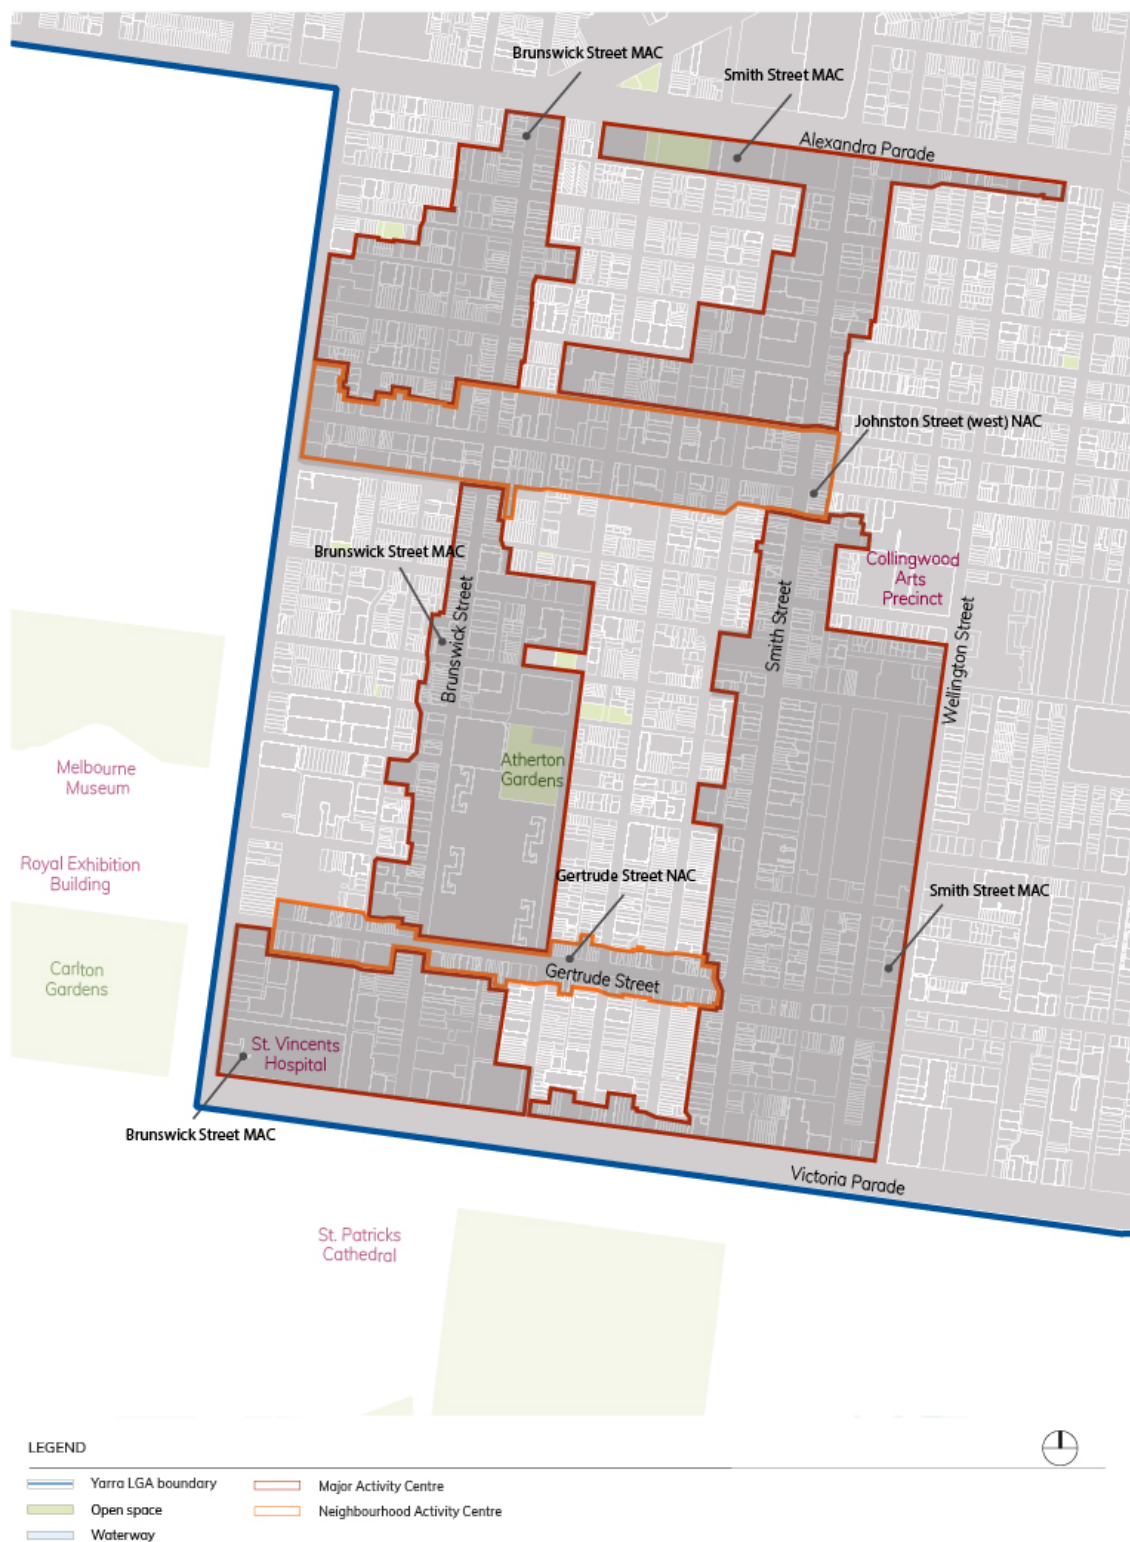 Brunswick Street MAC
Smith Street MAC
Alexandra Parade
Johnston Street (west) NAC
Brunswick Street MAC
Collingwood
Arts
Precinct
Brunswick Street
Smith Street
Wellington Street
Atherton
Gardens
Melbourne
Museum
Royal Exhibition
Building
Gertrude Street NAC
Smith Street MAC
Carlton
Gardens
Gertrude Street
St. Vincents
Hospital
Brunswick Street MAC
Victoria Parade
St. Patricks
Cathedral
LEGEND
Yarra LGA boundary
Open space
Waterway
Major Activity Centre
Neighbourhood Activity Centre